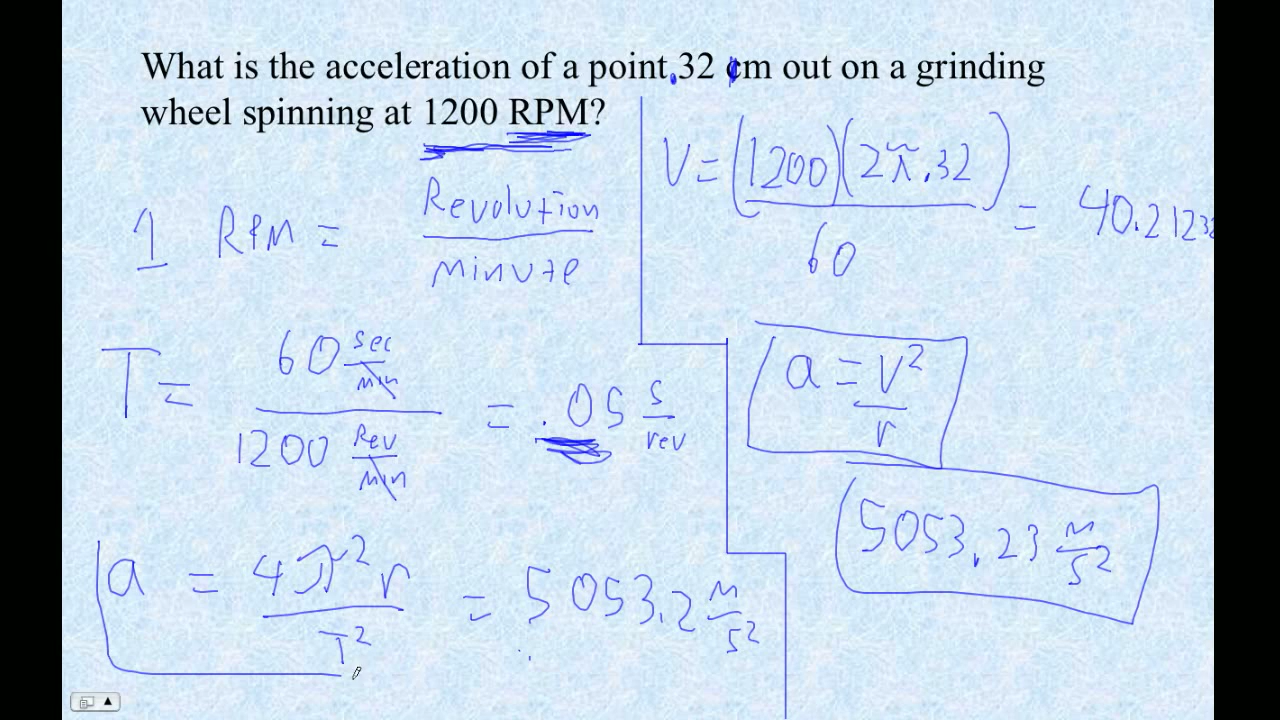 What is the acceleration of a point .32 m out on a grinding
wheel spinning at 1200 RPM?
1 RPM = Revolution
minute
T = 60 sec
min
1200 Rev
min
= .05 s
rev
a = 4π²r
T²
= 5053.2 m
s²
V = (1200)(2π.32)
60
= 40.2123
a = V²
r
5053.23 m
s²